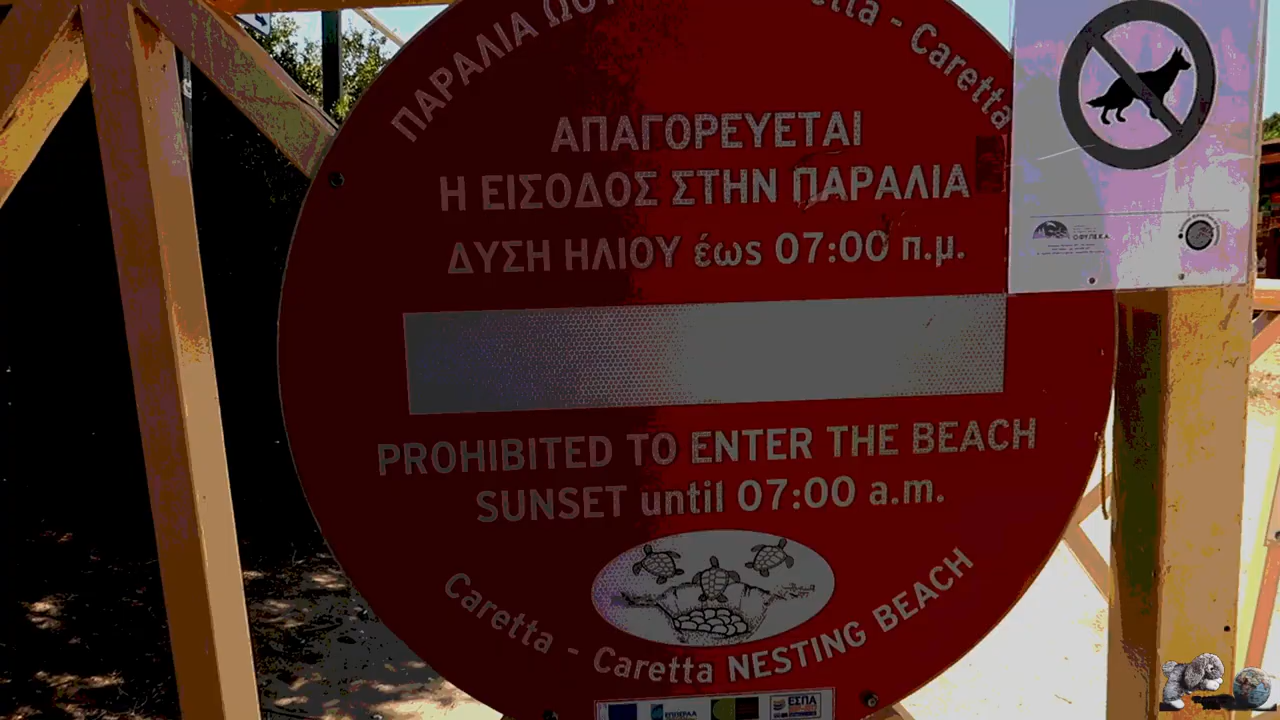 ΠΑΡΑΛΙΑ
Caretta
ΑΠΑΓΟΡΕΥΕΤΑΙ
Η ΕΙΣΟΔΟΣ ΣΤΗΝ ΠΑΡΑΛΙΑ
ΔΥΣΗ ΗΛΙΟΥ έως 07:00 π.μ.
PROHIBITED TO ENTER THE BEACH
SUNSET until 07:00 a.m.
Caretta - Caretta NESTING BEACH
ΕΣΠΑ